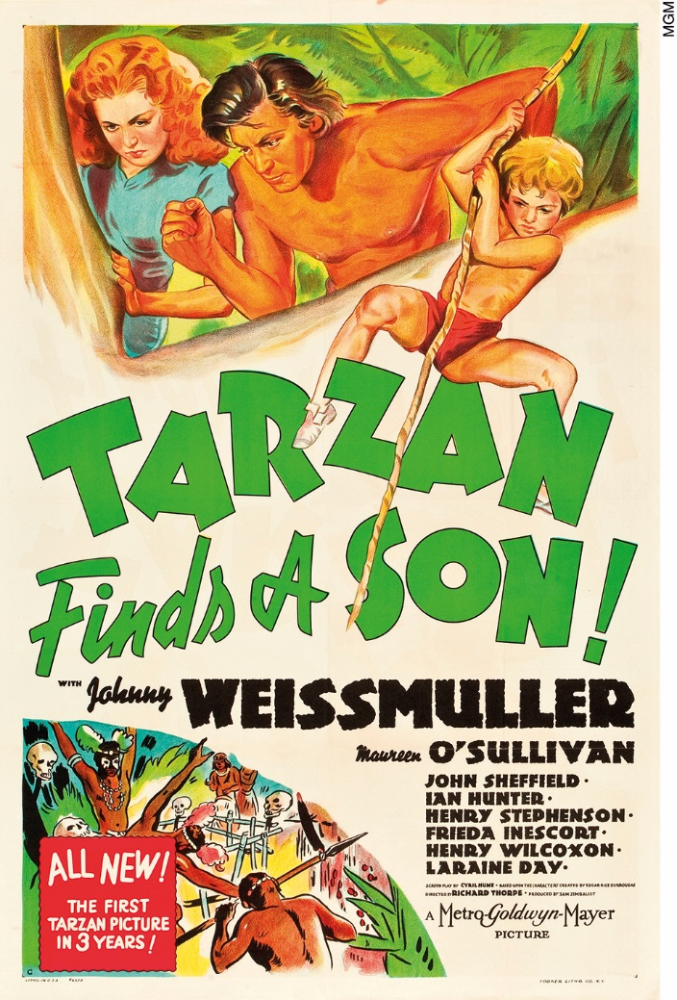 MGM
TARZAN
Finds A SON!
WITH Johnny WEISSMULLER
Maureen O'SULLIVAN
JOHN SHEFFIELD·
IAN HUNTER·
HENRY STEPHENSON·
FRIEDA INESCORT·
HENRY WILCOXON·
LARAINE DAY·
SCREEN PLAY BY CYRIL HUME · BASED UPON THE CHARACTERS CREATED BY EDGAR RICE BURROUGHS
DIRECTED BY RICHARD THORPE · PRODUCED BY SAM ZIMBALIST
A Metro-Goldwyn-Mayer
PICTURE
ALL NEW!
THE FIRST
TARZAN PICTURE
IN 3 YEARS!
C
LITHO. IN U.S.A.
TOOKER LITHO. CO. N.Y.